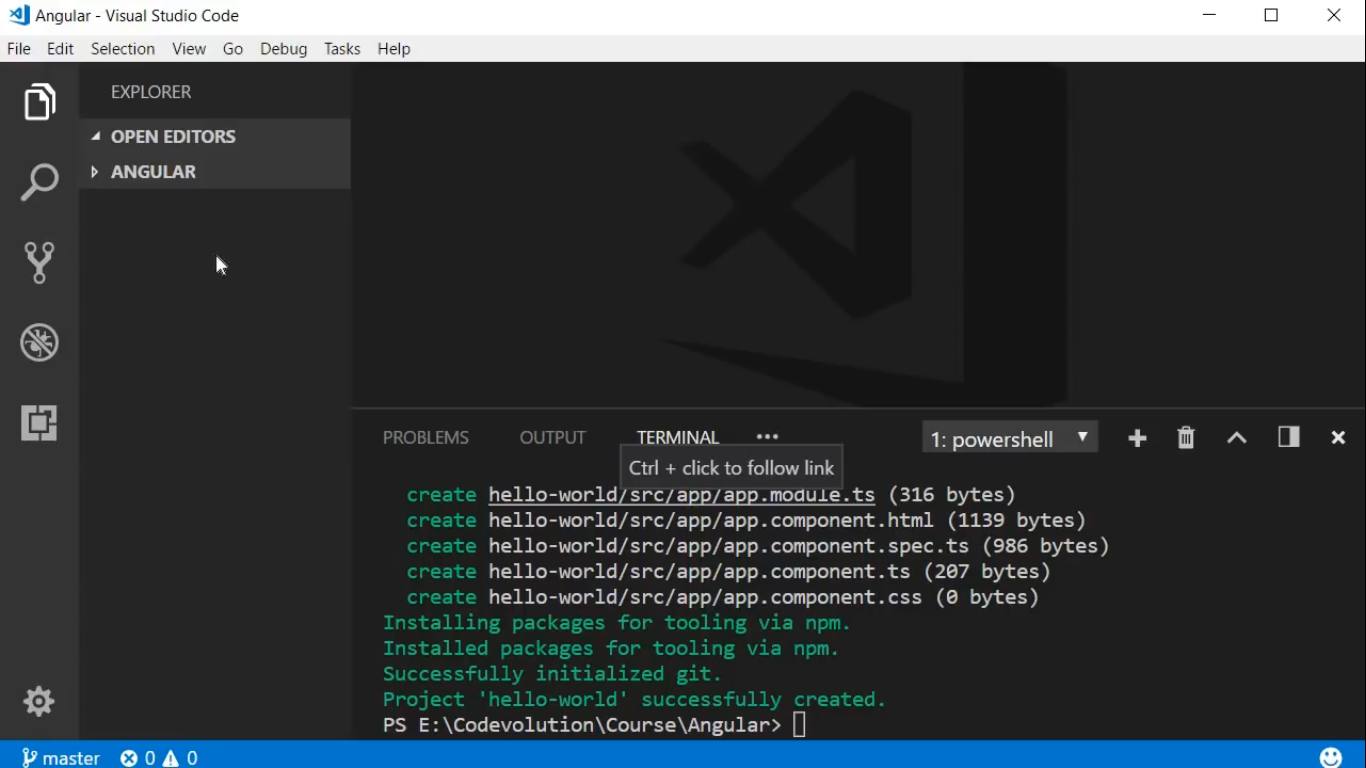 Angular - Visual Studio Code
File Edit Selection View Go Debug Tasks Help
EXPLORER
OPEN EDITORS
ANGULAR
PROBLEMS OUTPUT TERMINAL ••• 1: powershell
Ctrl + click to follow link
create hello-world/src/app/app.module.ts (316 bytes)
create hello-world/src/app/app.component.html (1139 bytes)
create hello-world/src/app/app.component.spec.ts (986 bytes)
create hello-world/src/app/app.component.ts (207 bytes)
create hello-world/src/app/app.component.css (0 bytes)
Installing packages for tooling via npm.
Installed packages for tooling via npm.
Successfully initialized git.
Project 'hello-world' successfully created.
PS E:\Codevolution\Course\Angular>
master 0 0